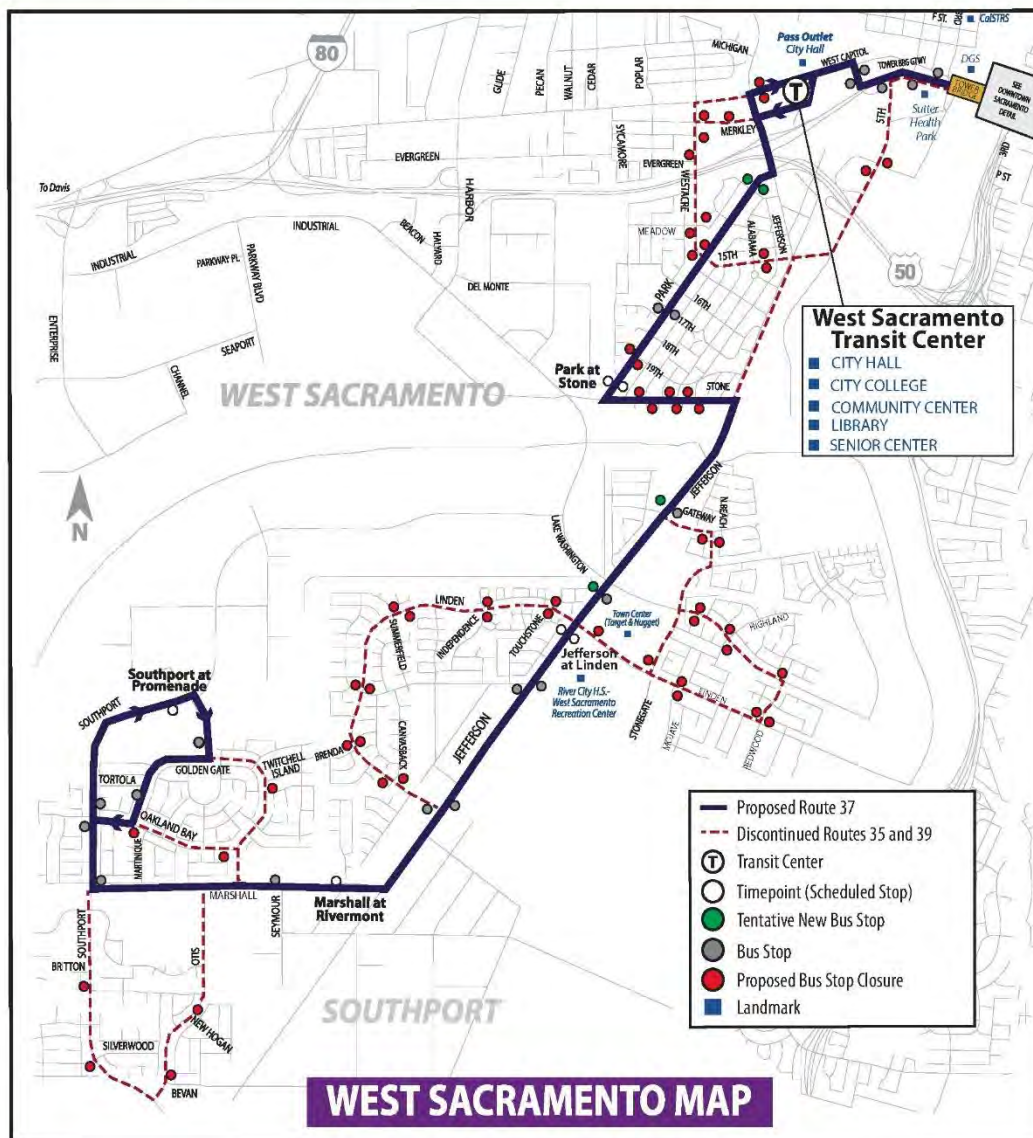 F ST.
3RD
CalSTRS
80
MICHIGAN
Pass Outlet
City Hall
WEST CAPITOL
TOWER BRG GTWY
DGS
TOWER
BRIDGE
SEE
DOWNTOWN
SACRAMENTO
DETAIL
GLIDE
PECAN
WALNUT
CEDAR
POPLAR
T
5TH
Sutter
Health
Park
3RD
P ST
MERKLEY
SYCAMORE
EVERGREEN
EVERGREEN
WESTACRE
To Davis
HARBOR
INDUSTRIAL
BEACON
HALYARD
MEADOW
ALABAMA
JEFFERSON
15TH
50
INDUSTRIAL
PARKWAY PL
PARKWAY BLVD
DEL MONTE
PARK
16TH
17TH
18TH
19TH
ENTERPRISE
SEAPORT
CHANNEL
WEST SACRAMENTO
Park at
Stone
STONE
West Sacramento
Transit Center
CITY HALL
CITY COLLEGE
COMMUNITY CENTER
LIBRARY
SENIOR CENTER
N
JEFFERSON
GATEWAY
N.REACH
LAKE WASHINGTON
LINDEN
SUMMERFIELD
INDEPENDENCE
TOUCHSTONE
Town Center
(Target & Nugget)
HIGHLAND
Jefferson
at Linden
River City H.S.-
West Sacramento
Recreation Center
STONEGATE
MOJAVE
LINDEN
REDWOOD
Southport at
Promenade
SOUTHPORT
JEFFERSON
CANVASBACK
BRENDA
TWITCHELL
ISLAND
GOLDEN GATE
TORTOLA
OAKLAND BAY
MARTINIQUE
MARSHALL
SEYMOUR
Marshall at
Rivermont
SOUTHPORT
OTIS
BRITTON
NEW HOGAN
SILVERWOOD
BEVAN
SOUTHPORT
Proposed Route 37
Discontinued Routes 35 and 39
T
Transit Center
Timepoint (Scheduled Stop)
Tentative New Bus Stop
Bus Stop
Proposed Bus Stop Closure
Landmark
WEST SACRAMENTO MAP